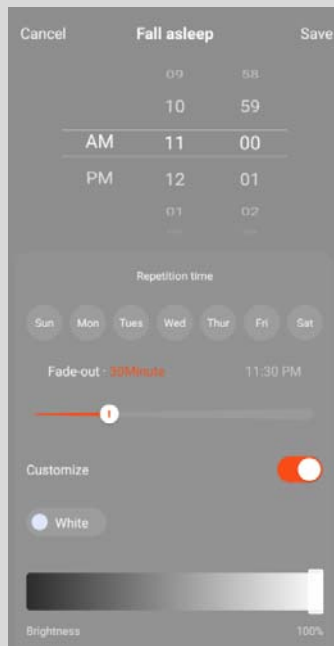 Cancel Fall asleep Save
09 58
10 59
AM 11 00
PM 12 01
01 02
Repetition time
Sun Mon Tues Wed Thur Fri Sat
Fade-out · 30Minute 11:30 PM
Customize
White
Brightness 100%